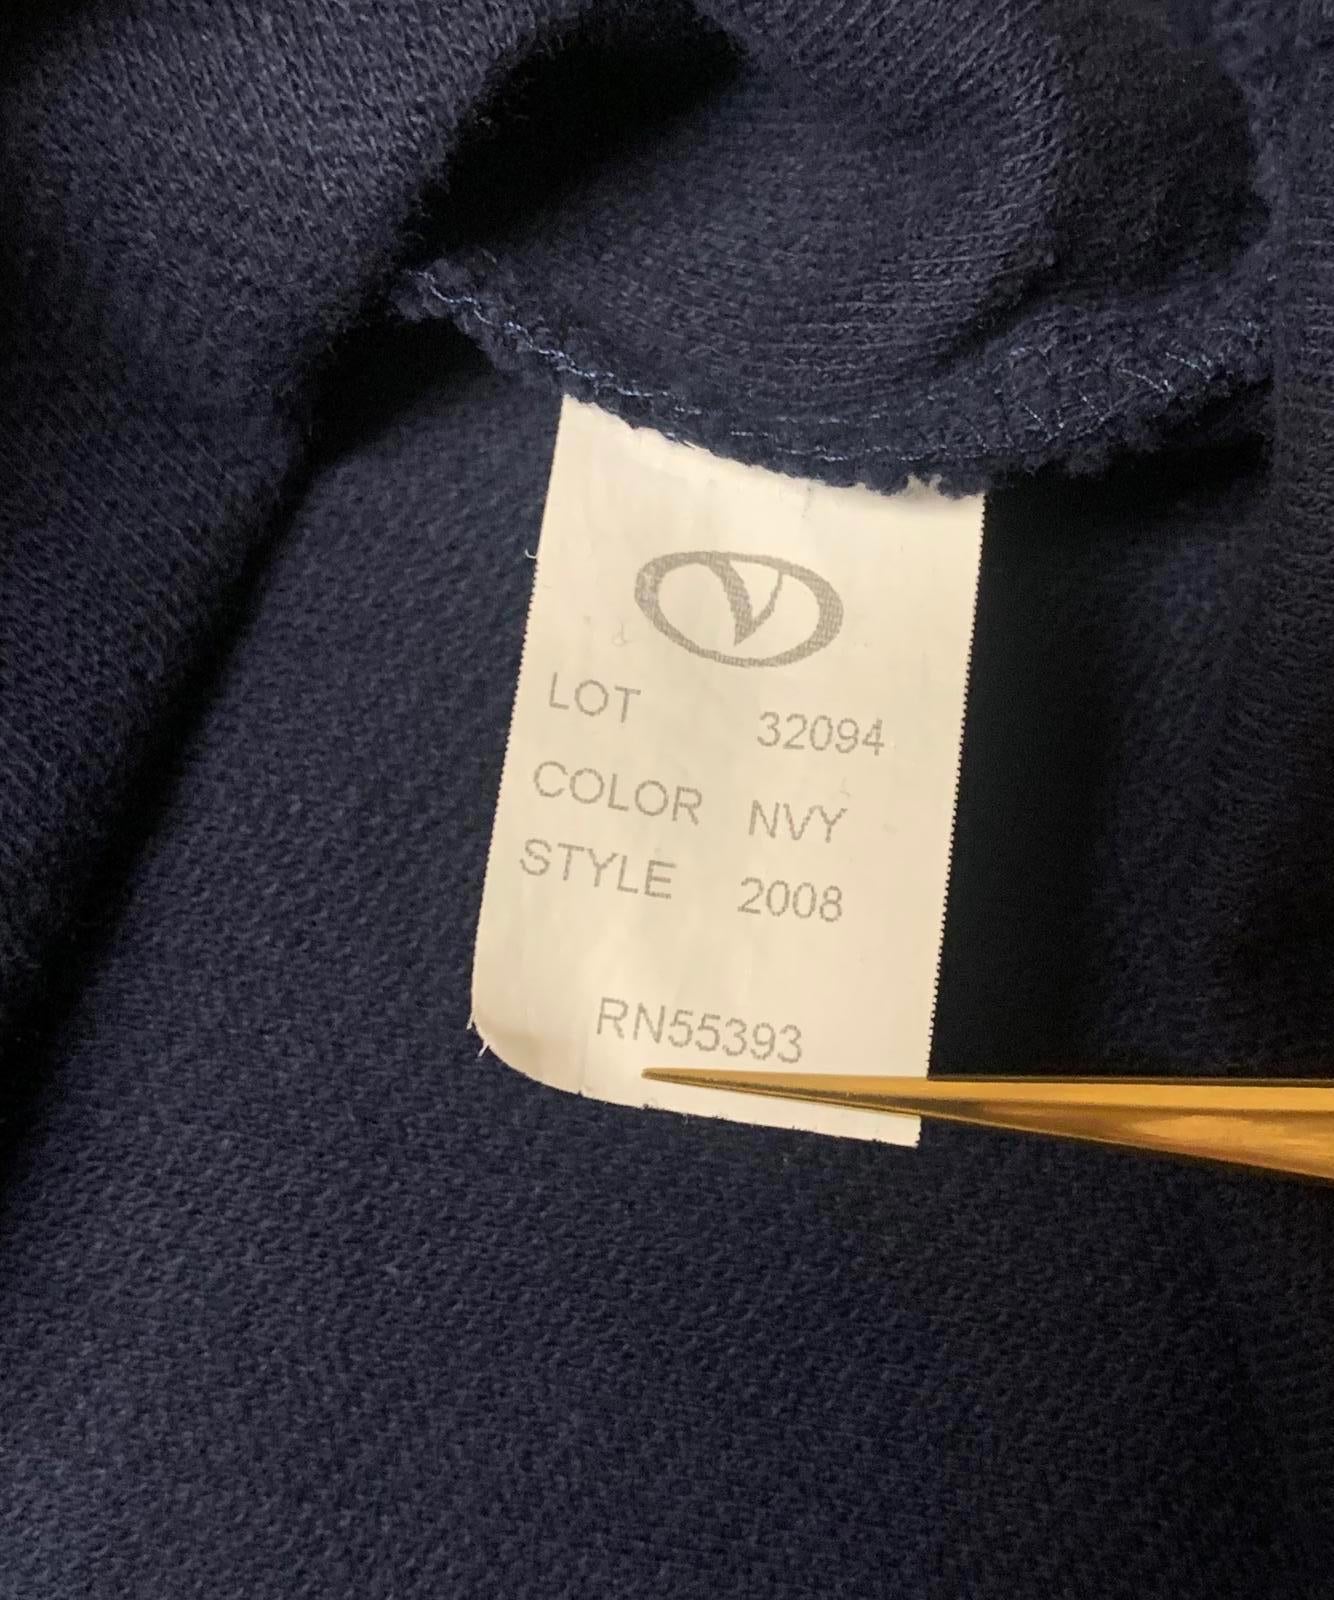 V
LOT 32094
COLOR NVY
STYLE 2008
RN55393